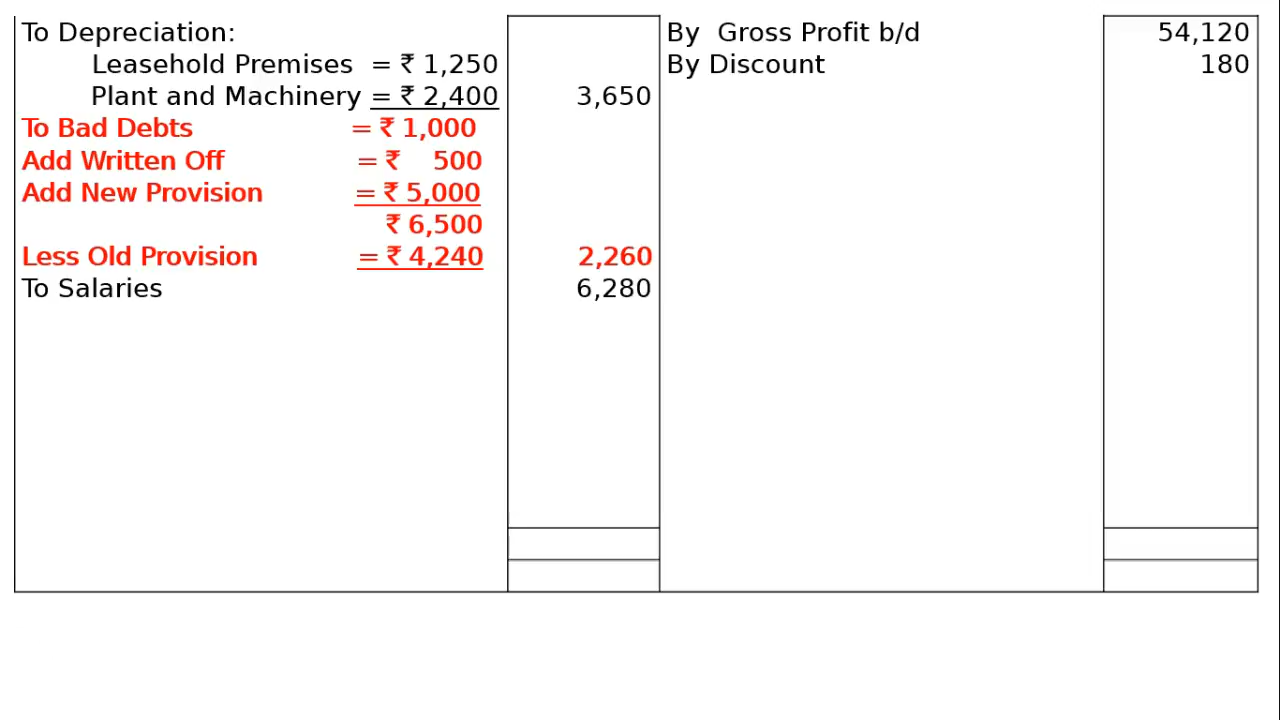 To Depreciation: By Gross Profit b/d 54,120
Leasehold Premises = ₹ 1,250 By Discount 180
Plant and Machinery = ₹ 2,400 3,650
To Bad Debts = ₹ 1,000
Add Written Off = ₹ 500
Add New Provision = ₹ 5,000
₹ 6,500
Less Old Provision = ₹ 4,240 2,260
To Salaries 6,280